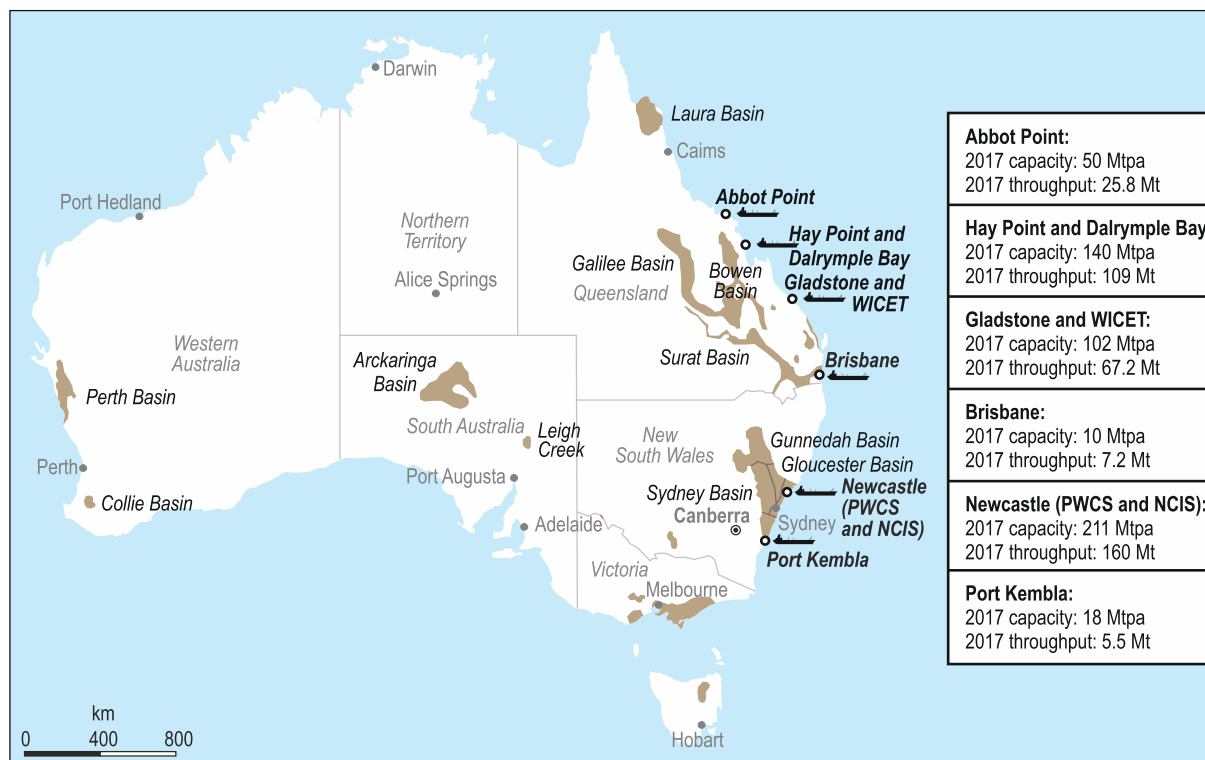 Darwin
Laura Basin
Caims
Port Hedland
Northern
Territory
Abbot Point
Hay Point and
Dalrymple Bay
Galilee Basin
Bowen
Basin
Alice Springs
Queensland
Gladstone and
WICET
Western
Australia
Surat Basin
Brisbane
Arckaringa
Basin
Perth Basin
South Australia
Leigh
Creek
New
South Wales
Gunnedah Basin
Gloucester Basin
Perth
Port Augusta
Sydney Basin
Newcastle
(PWCS
and NCIS)
Collie Basin
Canberra
Sydney
Adelaide
Port Kembla
Victoria
Melbourne
Hobart
km
0 400 800
Abbot Point:
2017 capacity: 50 Mtpa
2017 throughput: 25.8 Mt
Hay Point and Dalrymple Bay
2017 capacity: 140 Mtpa
2017 throughput: 109 Mt
Gladstone and WICET:
2017 capacity: 102 Mtpa
2017 throughput: 67.2 Mt
Brisbane:
2017 capacity: 10 Mtpa
2017 throughput: 7.2 Mt
Newcastle (PWCS and NCIS):
2017 capacity: 211 Mtpa
2017 throughput: 160 Mt
Port Kembla:
2017 capacity: 18 Mtpa
2017 throughput: 5.5 Mt